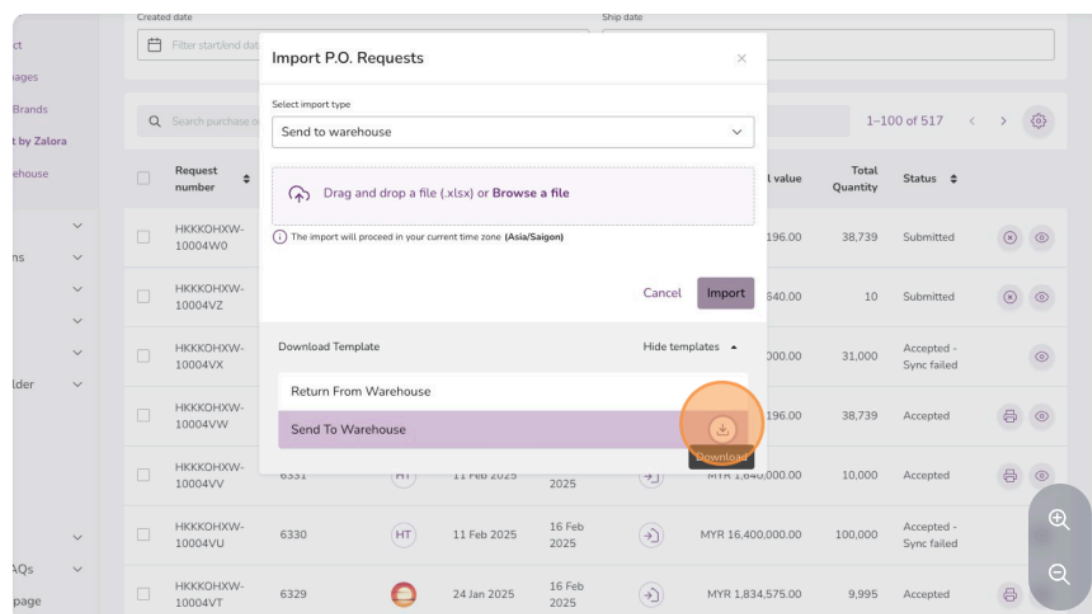 Created date
Ship date
Filter start/end dat
ct
ages
Brands
t by Zalora
ehouse
ns
lder
AQs
page
Import P.O. Requests
Select import type
Send to warehouse
Drag and drop a file (.xlsx) or Browse a file
The import will proceed in your current time zone (Asia/Saigon)
Cancel Import
Download Template
Hide templates
Return From Warehouse
Send To Warehouse
Download
Search purchase o
1–100 of 517
Request number
l value
Total Quantity
Status
HKKKOHXW-10004W0 196.00 38,739 Submitted
HKKKOHXW-10004VZ 640.00 10 Submitted
HKKKOHXW-10004VX 000.00 31,000 Accepted - Sync failed
HKKKOHXW-10004VW 196.00 38,739 Accepted
HKKKOHXW-10004VV 6331 HT 11 Feb 2025 2025 MYR 1,640,000.00 10,000 Accepted
HKKKOHXW-10004VU 6330 HT 11 Feb 2025 16 Feb 2025 MYR 16,400,000.00 100,000 Accepted - Sync failed
HKKKOHXW-10004VT 6329 24 Jan 2025 16 Feb 2025 MYR 1,834,575.00 9,995 Accepted